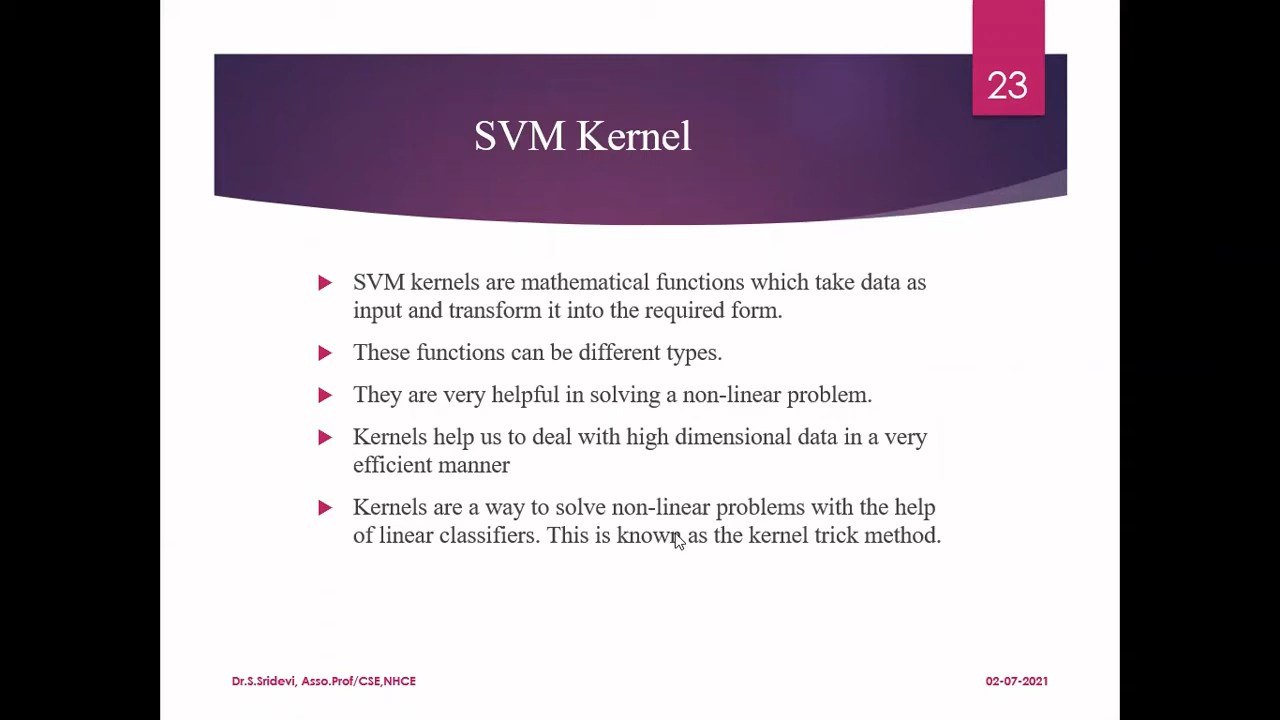 23
SVM Kernel
SVM kernels are mathematical functions which take data as
input and transform it into the required form.
These functions can be different types.
They are very helpful in solving a non-linear problem.
Kernels help us to deal with high dimensional data in a very
efficient manner
Kernels are a way to solve non-linear problems with the help
of linear classifiers. This is known as the kernel trick method.
Dr.S.Sridevi, Asso.Prof/CSE,NHCE
02-07-2021